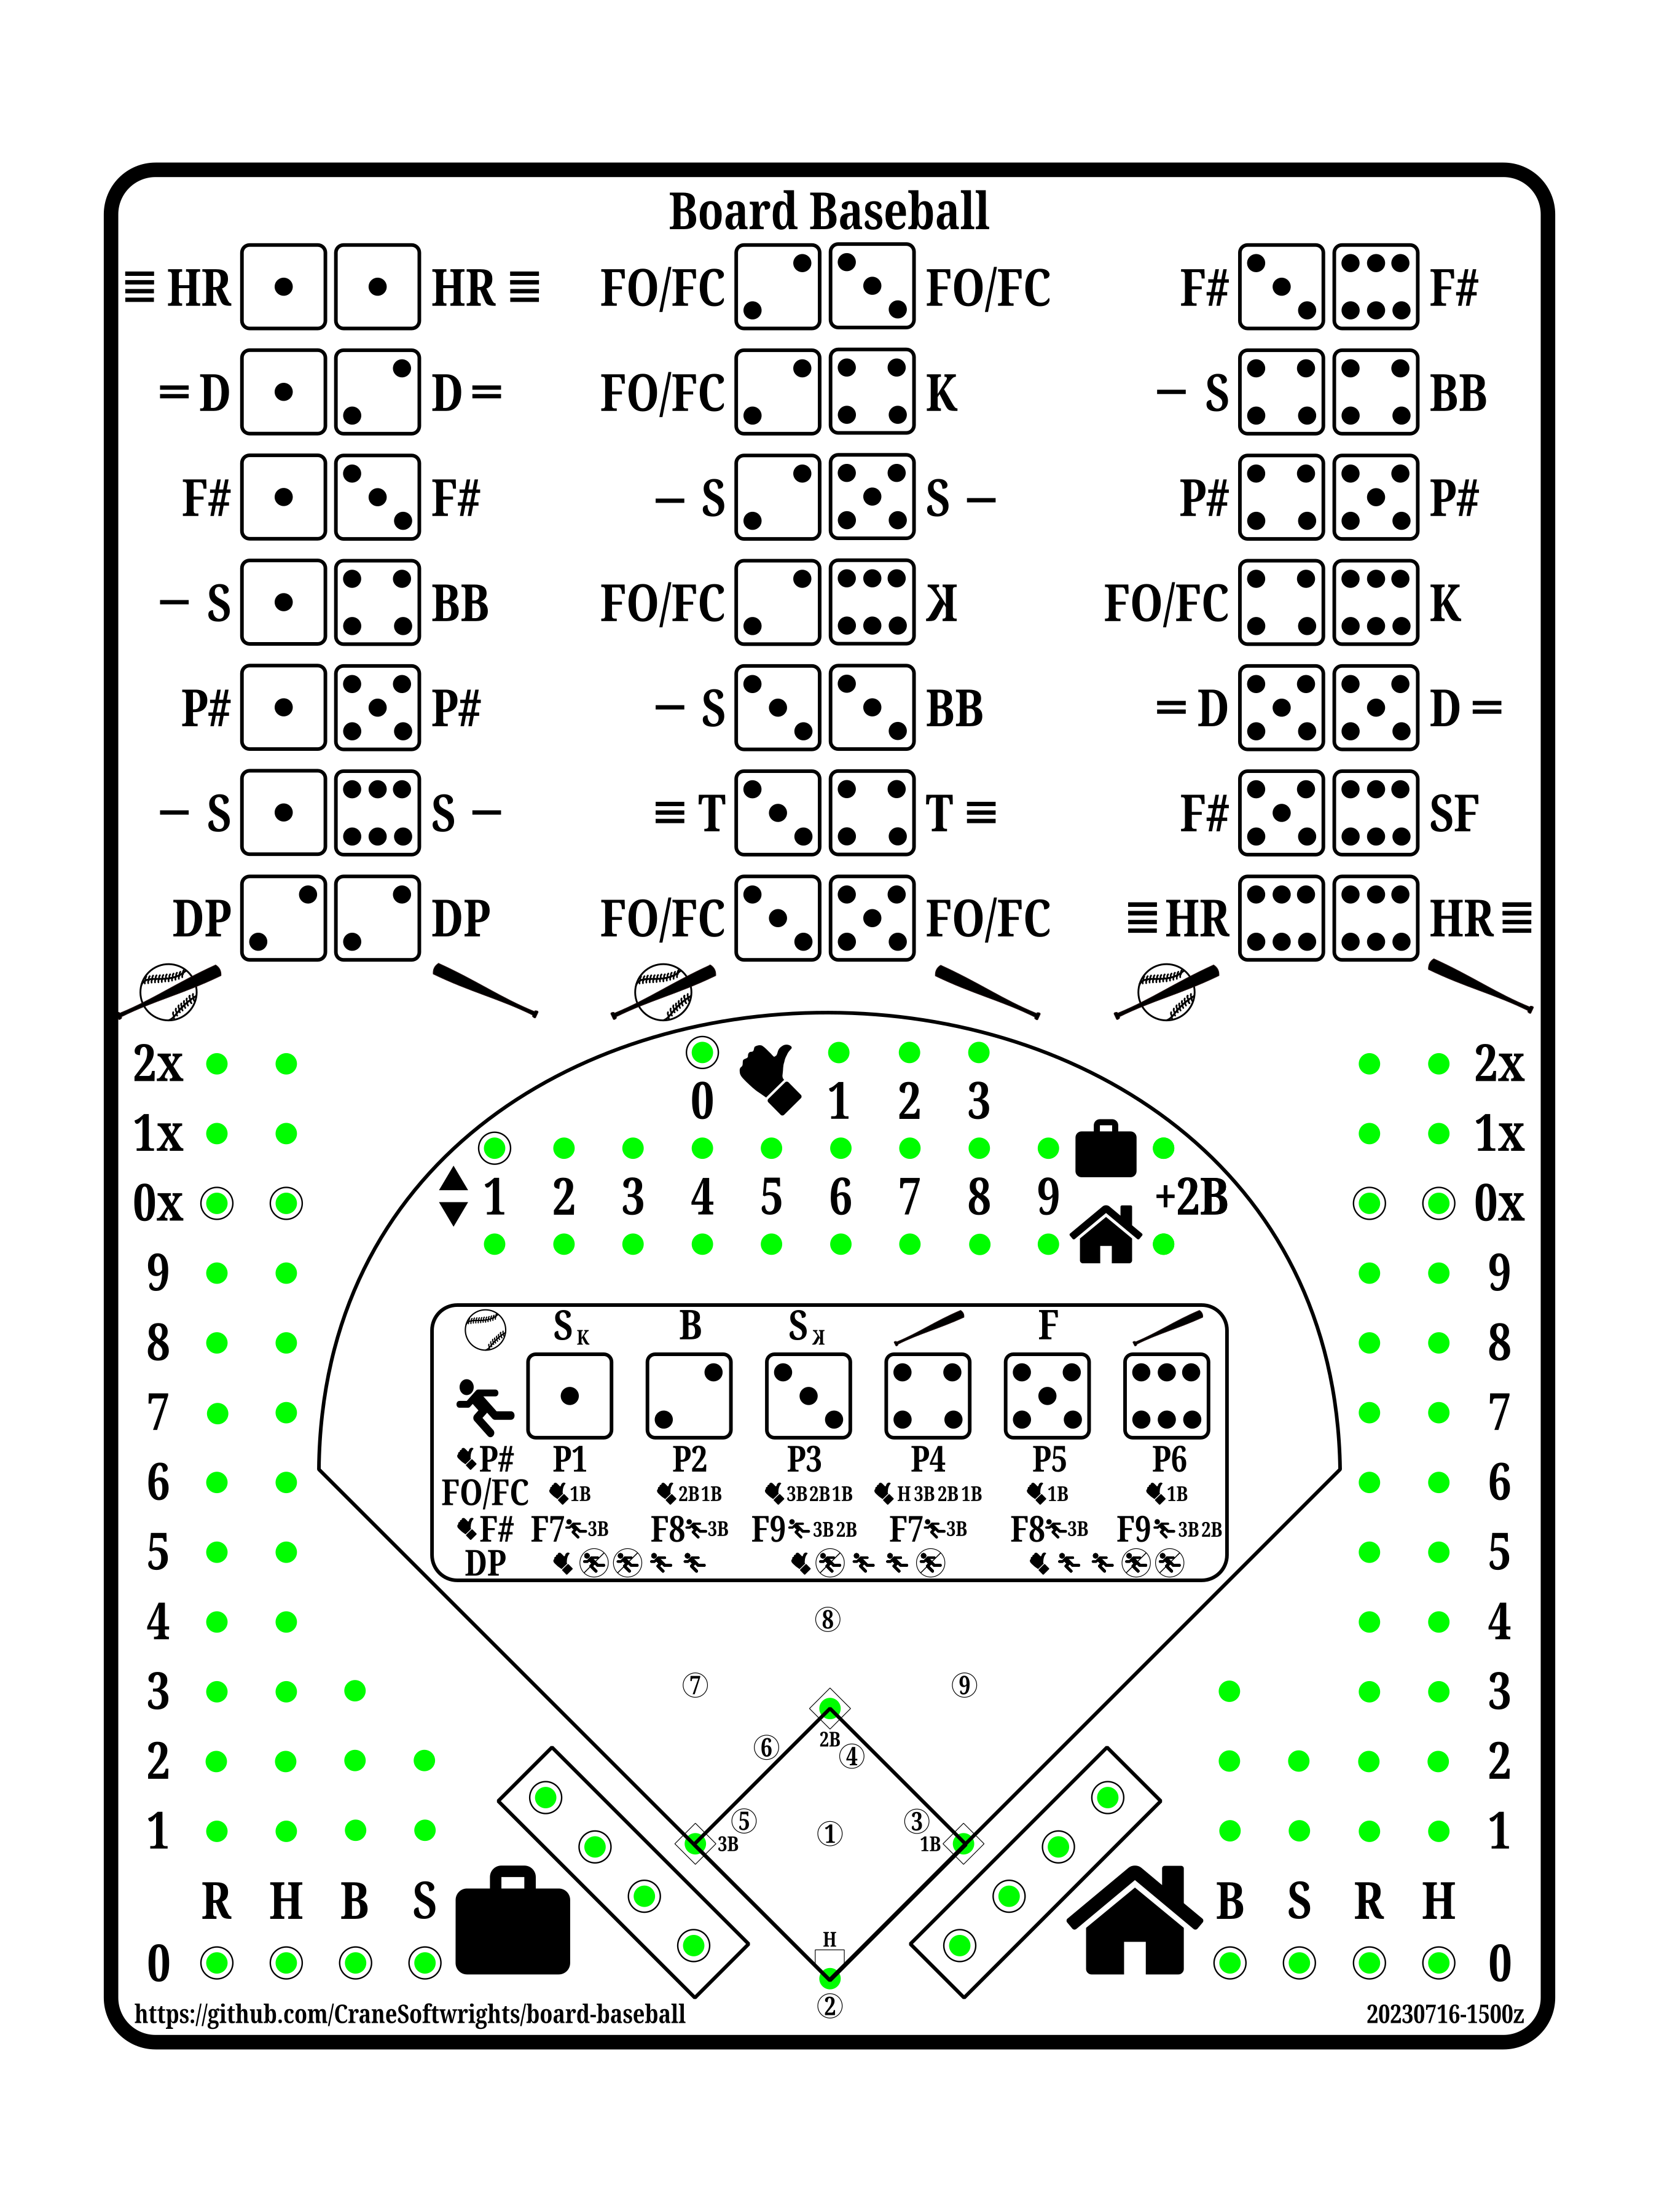 Board Baseball
HR HR FO/FC FO/FC F# F#
D D FO/FC K S BB
F# F# S S P# P#
S BB FO/FC ꓘ FO/FC K
P# P# S BB D D
S S T T F# SF
DP DP FO/FC FO/FC HR HR
2x 2x
0 1 2 3
1x 1x
0x 1 2 3 4 5 6 7 8 9 +2B 0x
9 9
S K B S ꓘ F
8 8
7 7
P# P1 P2 P3 P4 P5 P6
6 6
FO/FC 1B 2B 1B 3B 2B 1B H 3B 2B 1B 1B 1B
F# F7 3B F8 3B F9 3B 2B F7 3B F8 3B F9 3B 2B
5 5
DP
4 8 4
3 7 9 3
2B
2 6 4 2
5 3
1 1 1
3B 1B
R H B S B S R H
H
0 0
2
https://github.com/CraneSoftwrights/board-baseball 20230716-1500z